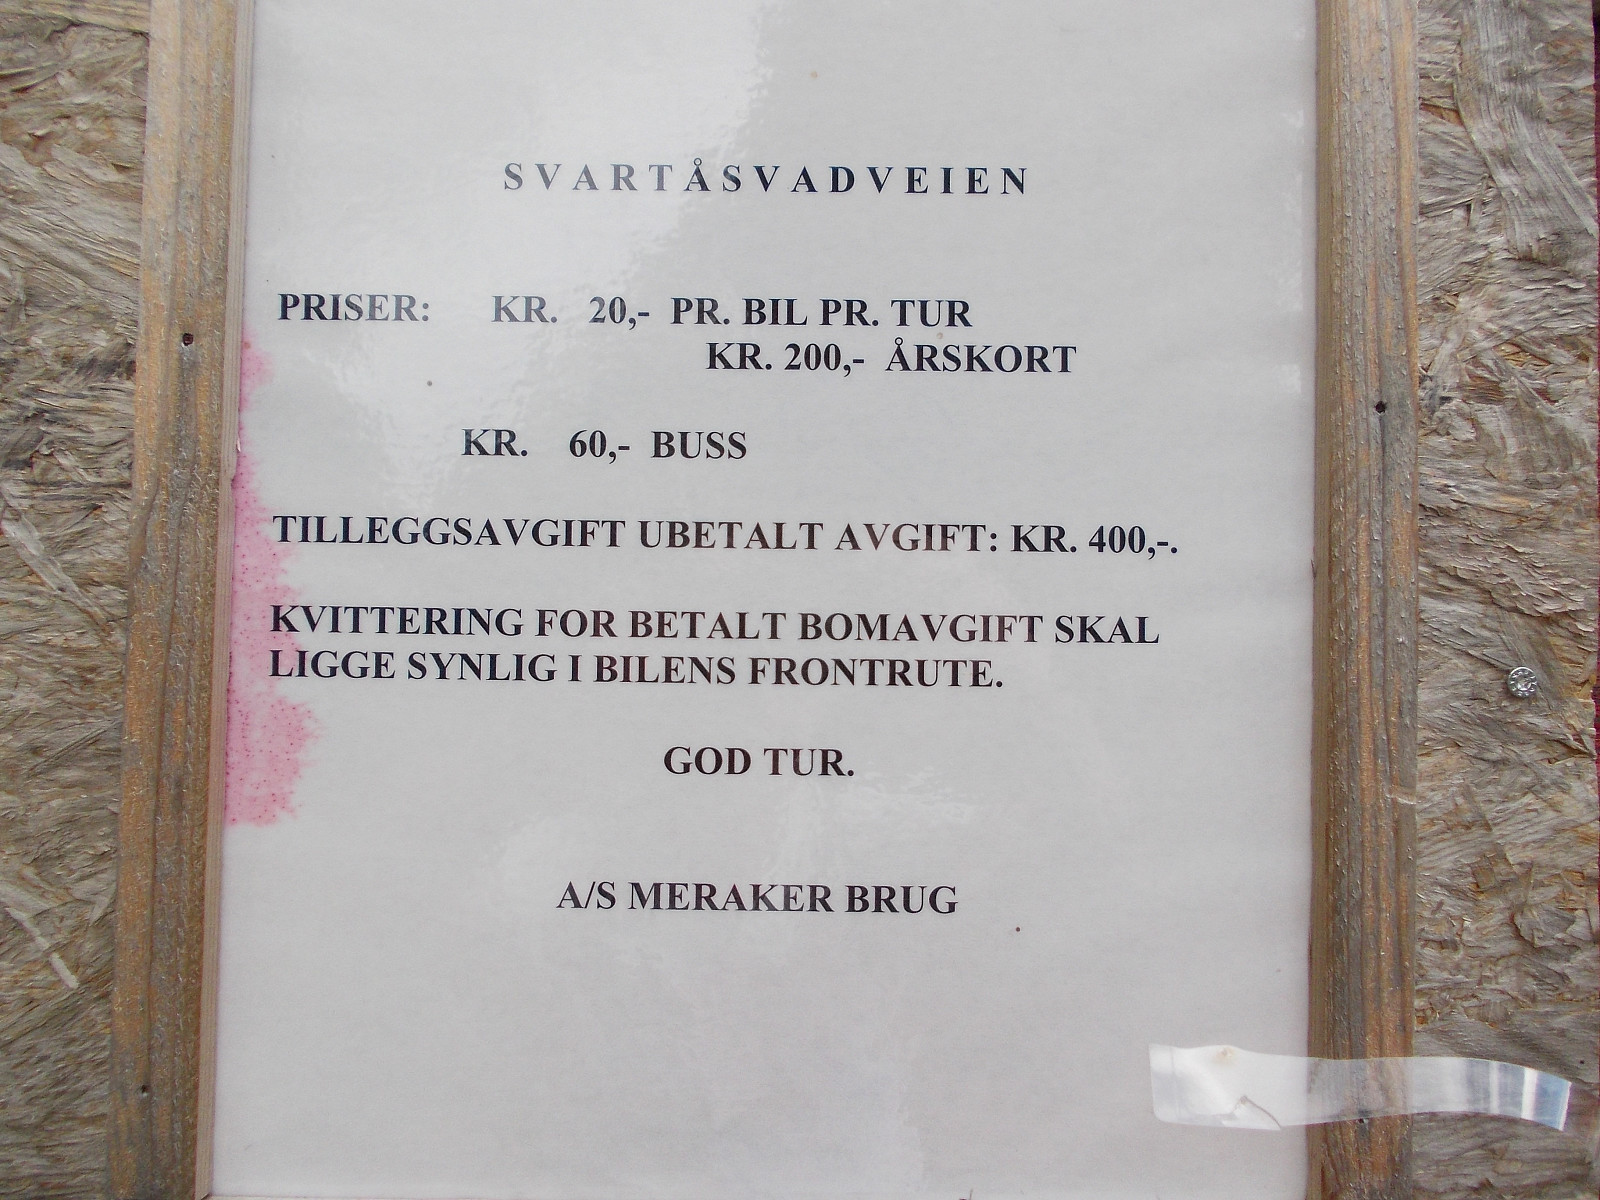 SVARTÅSVADVEIEN
PRISER: KR. 20,- PR. BIL PR. TUR
KR. 200,- ÅRSKORT
KR. 60,- BUSS
TILLEGGSAVGIFT UBETALT AVGIFT: KR. 400,-.
KVITTERING FOR BETALT BOMAVGIFT SKAL
LIGGE SYNLIG I BILENS FRONTRUTE.
GOD TUR.
A/S MERAKER BRUG